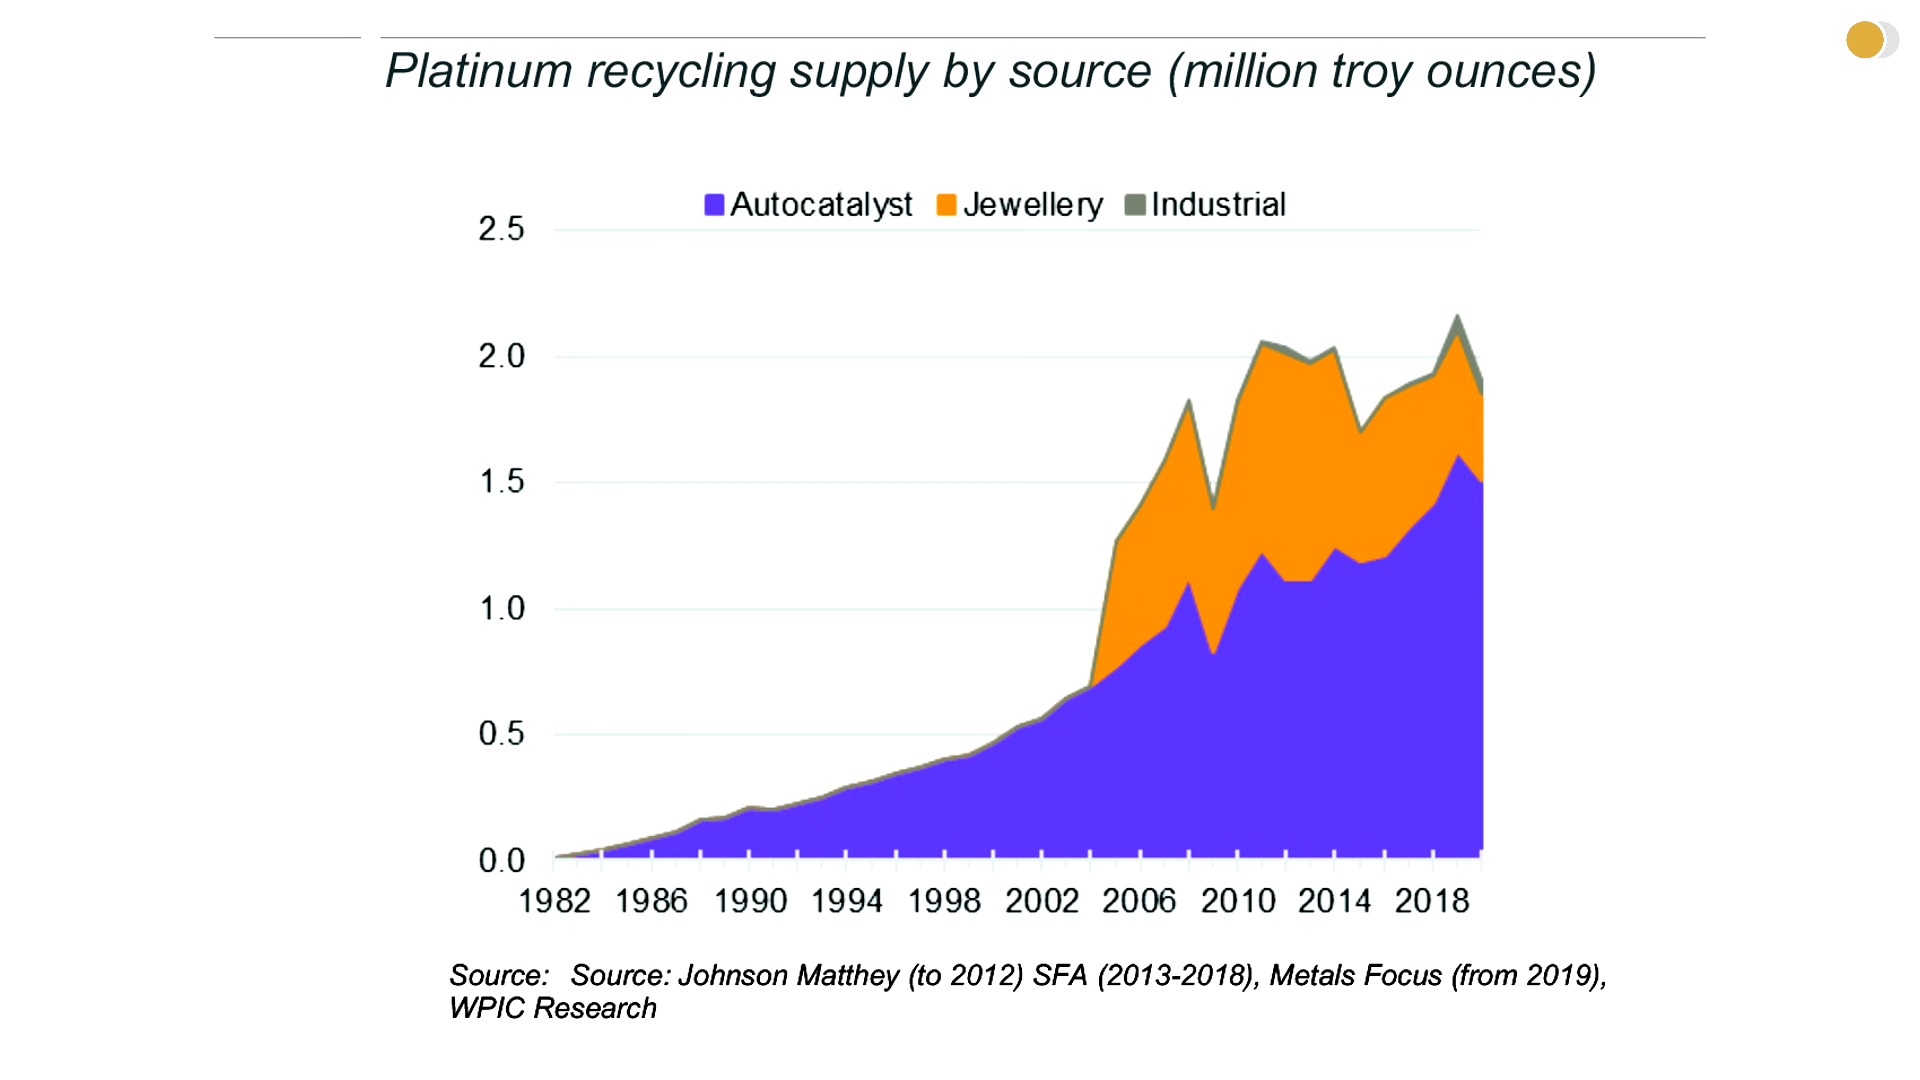 Platinum recycling supply by source (million troy ounces)
Autocatalyst Jewellery Industrial
2.5
2.0
1.5
1.0
0.5
0.0
1982 1986 1990 1994 1998 2002 2006 2010 2014 2018
Source: Source: Johnson Matthey (to 2012) SFA (2013-2018), Metals Focus (from 2019),
WPIC Research